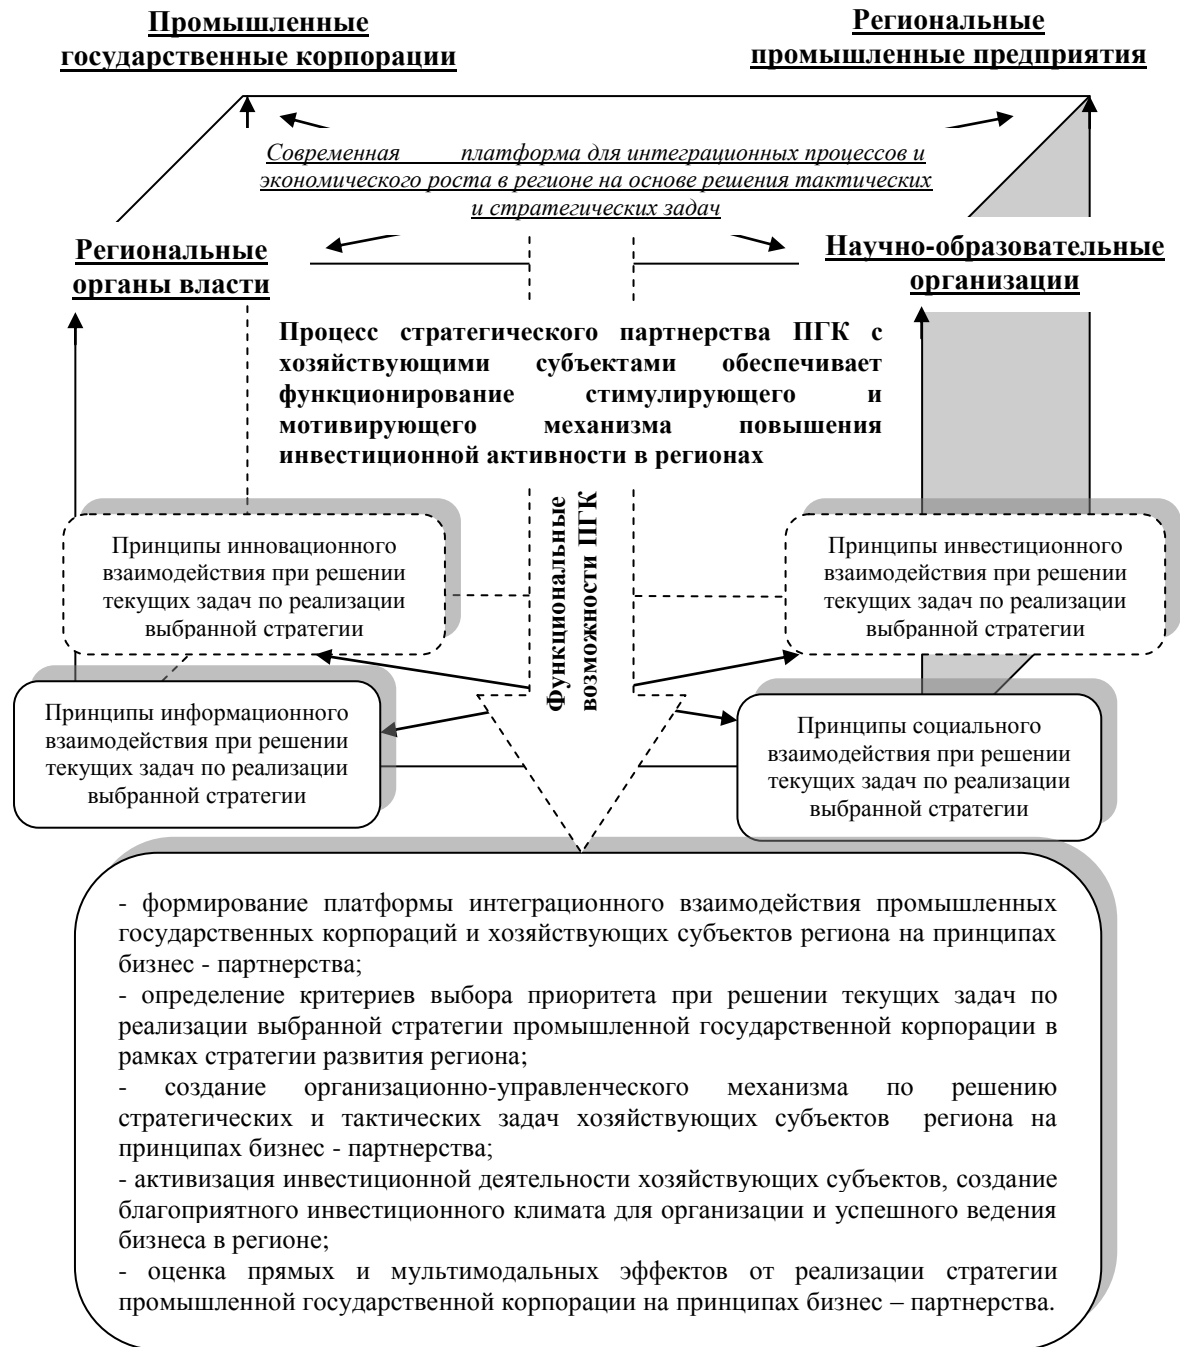 Промышленные
государственные корпорации
Региональные
промышленные предприятия
Современная платформа для интеграционных процессов и
экономического роста в регионе на основе решения тактических
и стратегических задач
Региональные
органы власти
Научно-образовательные
организации
Процесс стратегического партнерства ПГК с
хозяйствующими субъектами обеспечивает
функционирование стимулирующего и
мотивирующего механизма повышения
инвестиционной активности в регионах
Функциональные
возможности ПГК
Принципы инновационного
взаимодействия при решении
текущих задач по реализации
выбранной стратегии
Принципы инвестиционного
взаимодействия при решении
текущих задач по реализации
выбранной стратегии
Принципы информационного
взаимодействия при решении
текущих задач по реализации
выбранной стратегии
Принципы социального
взаимодействия при решении
текущих задач по реализации
выбранной стратегии
- формирование платформы интеграционного взаимодействия промышленных
государственных корпораций и хозяйствующих субъектов региона на принципах
бизнес - партнерства;
- определение критериев выбора приоритета при решении текущих задач по
реализации выбранной стратегии промышленной государственной корпорации в
рамках стратегии развития региона;
- создание организационно-управленческого механизма по решению
стратегических и тактических задач хозяйствующих субъектов региона на
принципах бизнес - партнерства;
- активизация инвестиционной деятельности хозяйствующих субъектов, создание
благоприятного инвестиционного климата для организации и успешного ведения
бизнеса в регионе;
- оценка прямых и мультимодальных эффектов от реализации стратегии
промышленной государственной корпорации на принципах бизнес – партнерства.